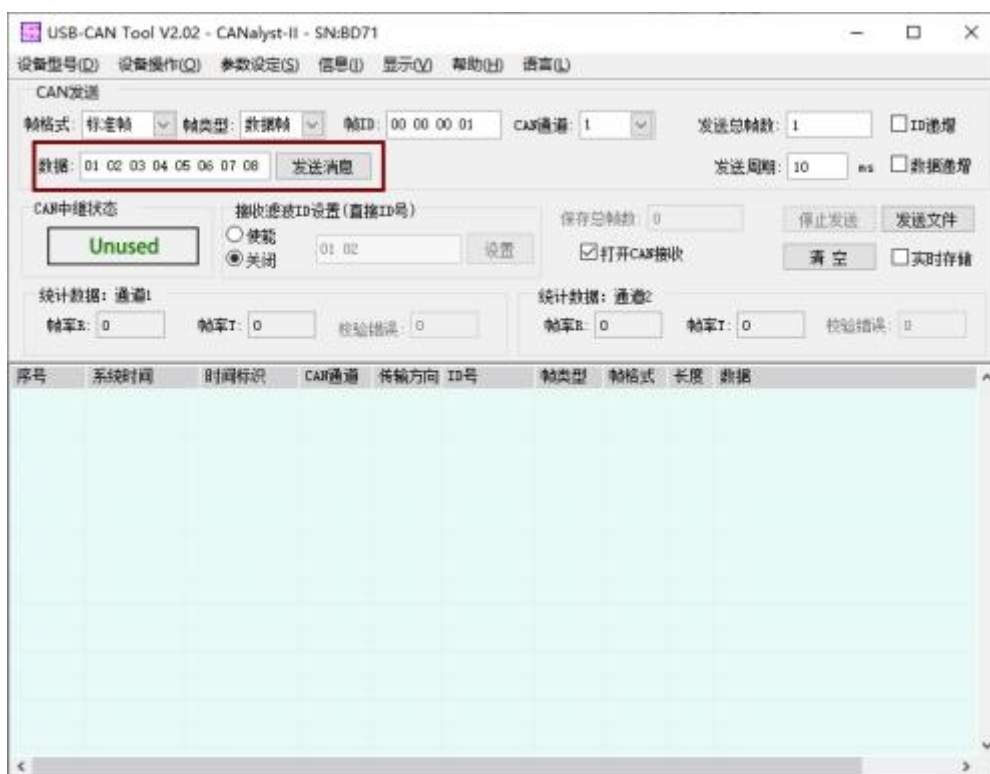 USB-CAN Tool V2.02 - CANalyst-II - SN:BD71
设备型号(D) 设备操作(O) 参数设定(S) 信息(I) 显示(V) 帮助(H) 语言(L)
CAN发送
帧格式: 标准帧 帧类型: 数据帧 帧ID: 00 00 00 01 CAN通道: 1 发送总帧数: 1 ID递增
数据: 01 02 03 04 05 06 07 08 发送消息 发送周期: 10 ms 数据递增
CAN中继状态 接收滤波ID设置(直接ID号) 保存总帧数: 0 停止发送 发送文件
Unused 使能 01 02 设置 打开CAN接收 清空 实时存储
关闭
统计数据: 通道1 统计数据: 通道2
帧率R: 0 帧率T: 0 校验错误: 0 帧率R: 0 帧率T: 0 校验错误: 0
序号 系统时间 时间标识 CAN通道 传输方向 ID号 帧类型 帧格式 长度 数据